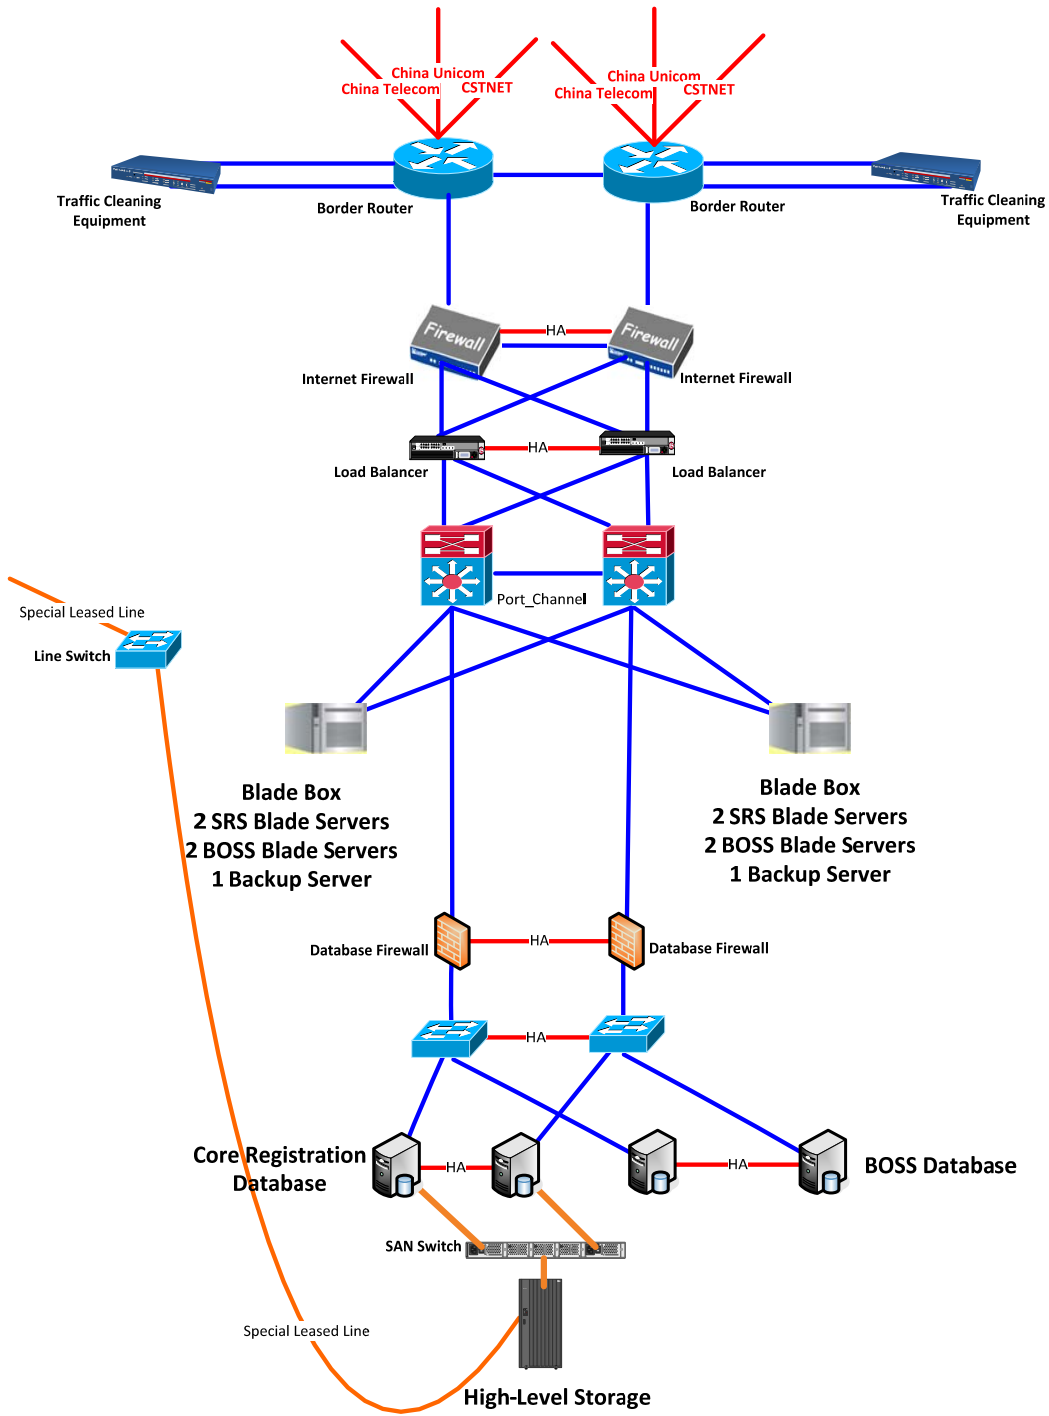 China Unicom
China Telecom
CSTNET
China Unicom
China Telecom
CSTNET
Traffic Cleaning
Equipment
Border Router
Border Router
Traffic Cleaning
Equipment
Firewall
HA
Firewall
Internet Firewall
Internet Firewall
HA
Load Balancer
Load Balancer
Port_Channel
Special Leased Line
Line Switch
Blade Box
2 SRS Blade Servers
2 BOSS Blade Servers
1 Backup Server
Blade Box
2 SRS Blade Servers
2 BOSS Blade Servers
1 Backup Server
Database Firewall
HA
Database Firewall
HA
Core Registration
Database
HA
HA
BOSS Database
SAN Switch
Special Leased Line
High-Level Storage